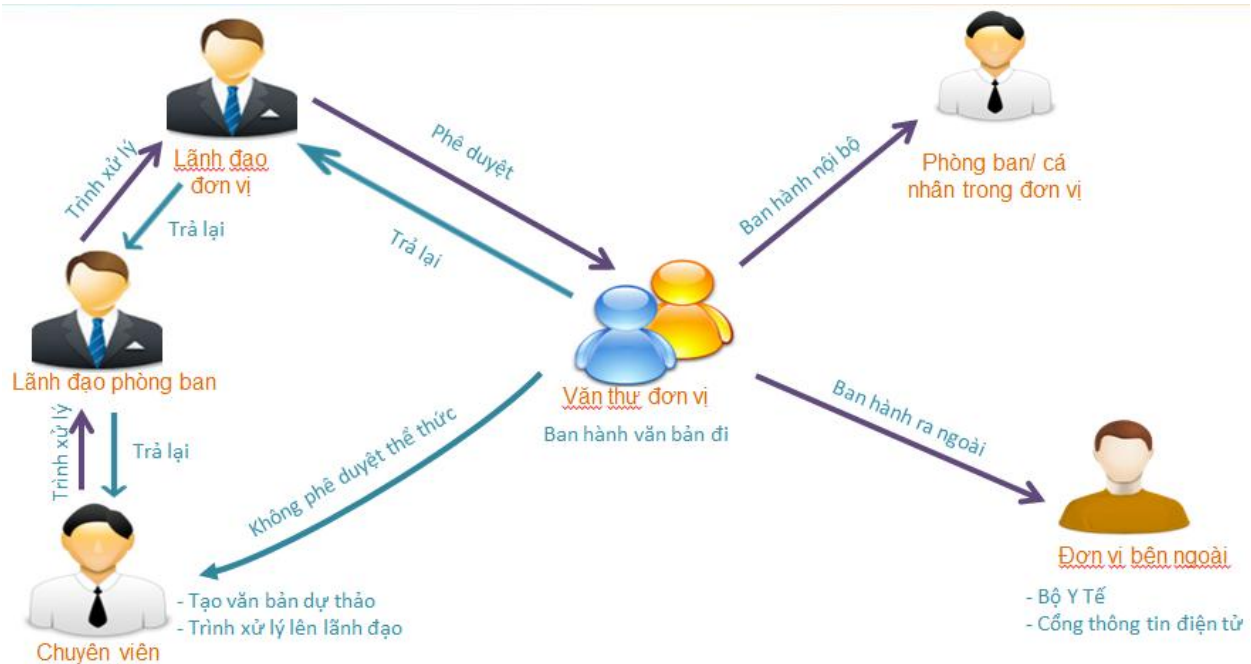 Lãnh đạo
đơn vị
Trình xử lý
Trả lại
Phê duyệt
Trả lại
Ban hành nội bộ
Phòng ban/ cá
nhân trong đơn vị
Lãnh đạo phòng ban
Trình xử lý
Trả lại
Văn thư đơn vị
Ban hành văn bản đi
Không phê duyệt thể thức
Ban hành ra ngoài
Đơn vị bên ngoài
- Bộ Y Tế
- Cổng thông tin điện tử
- Tạo văn bản dự thảo
- Trình xử lý lên lãnh đạo
Chuyên viên